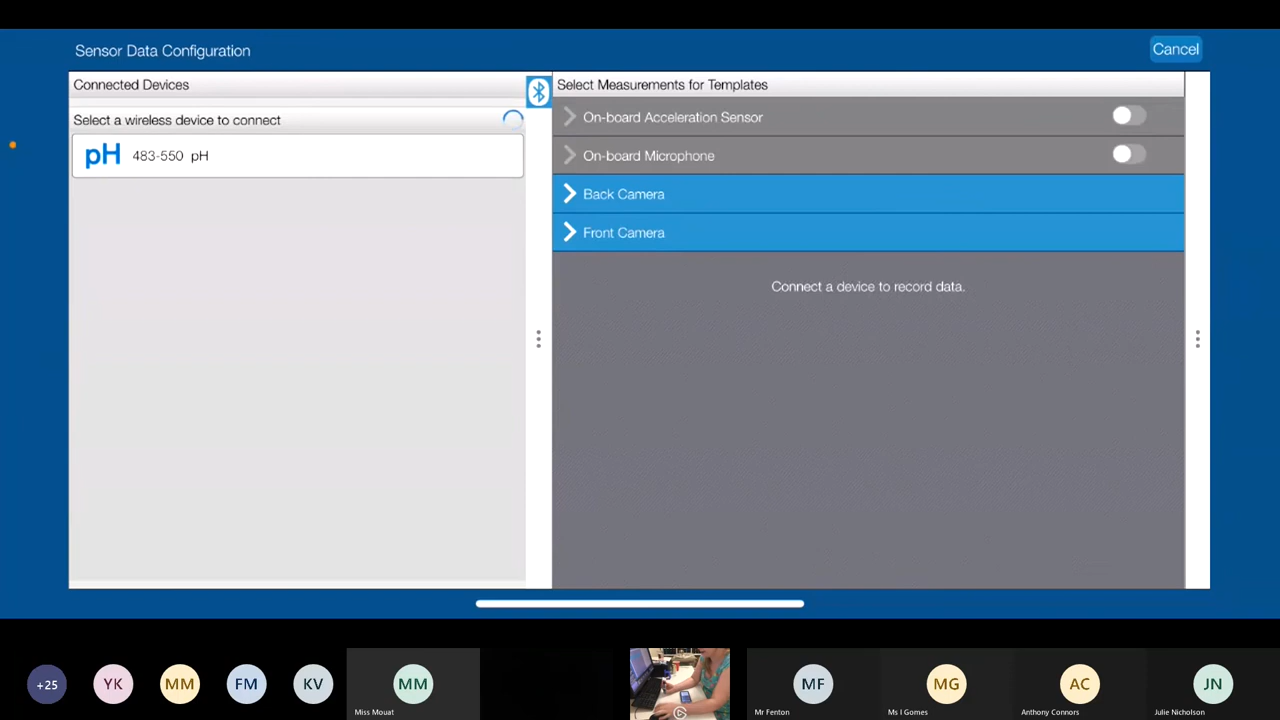 Sensor Data Configuration
Cancel
Connected Devices
Select a wireless device to connect
pH 483-550 pH
Select Measurements for Templates
On-board Acceleration Sensor
On-board Microphone
Back Camera
Front Camera
Connect a device to record data.
+25
YK
MM
FM
KV
MM
Miss Mouat
MF
Mr Fenton
MG
Ms I Gomes
AC
Anthony Connors
JN
Julie Nicholson